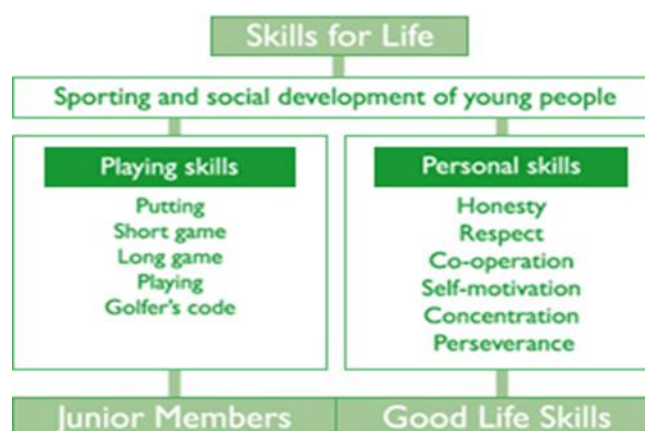 Skills for Life
Sporting and social development of young people
Playing skills
Putting
Short game
Long game
Playing
Golfer's code
Personal skills
Honesty
Respect
Co-operation
Self-motivation
Concentration
Perseverance
Junior Members
Good Life Skills